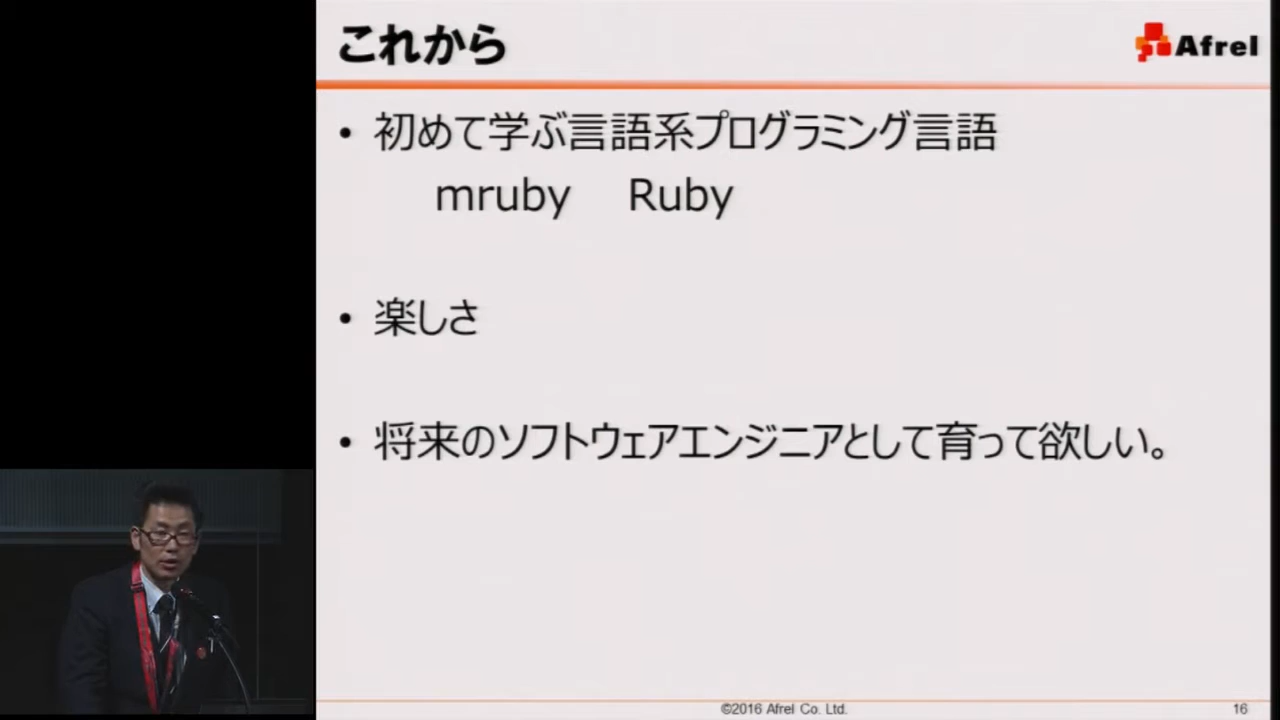 これから
Afrel
• 初めて学ぶ言語系プログラミング言語
mruby Ruby
• 楽しさ
• 将来のソフトウェアエンジニアとして育って欲しい。
©2016 Afrel Co. Ltd.
16